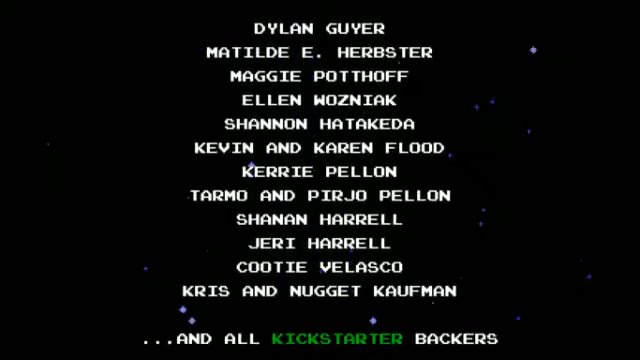 DYLAN GUYER
MATILDE E. HERBSTER
MAGGIE POTTHOFF
ELLEN WOZNIAK
SHANNON HATAKEDA
KEVIN AND KAREN FLOOD
KERRIE PELLON
TARMO AND PIRJO PELLON
SHANAN HARRELL
JERI HARRELL
COOTIE VELASCO
KRIS AND NUGGET KAUFMAN
...AND ALL KICKSTARTER BACKERS